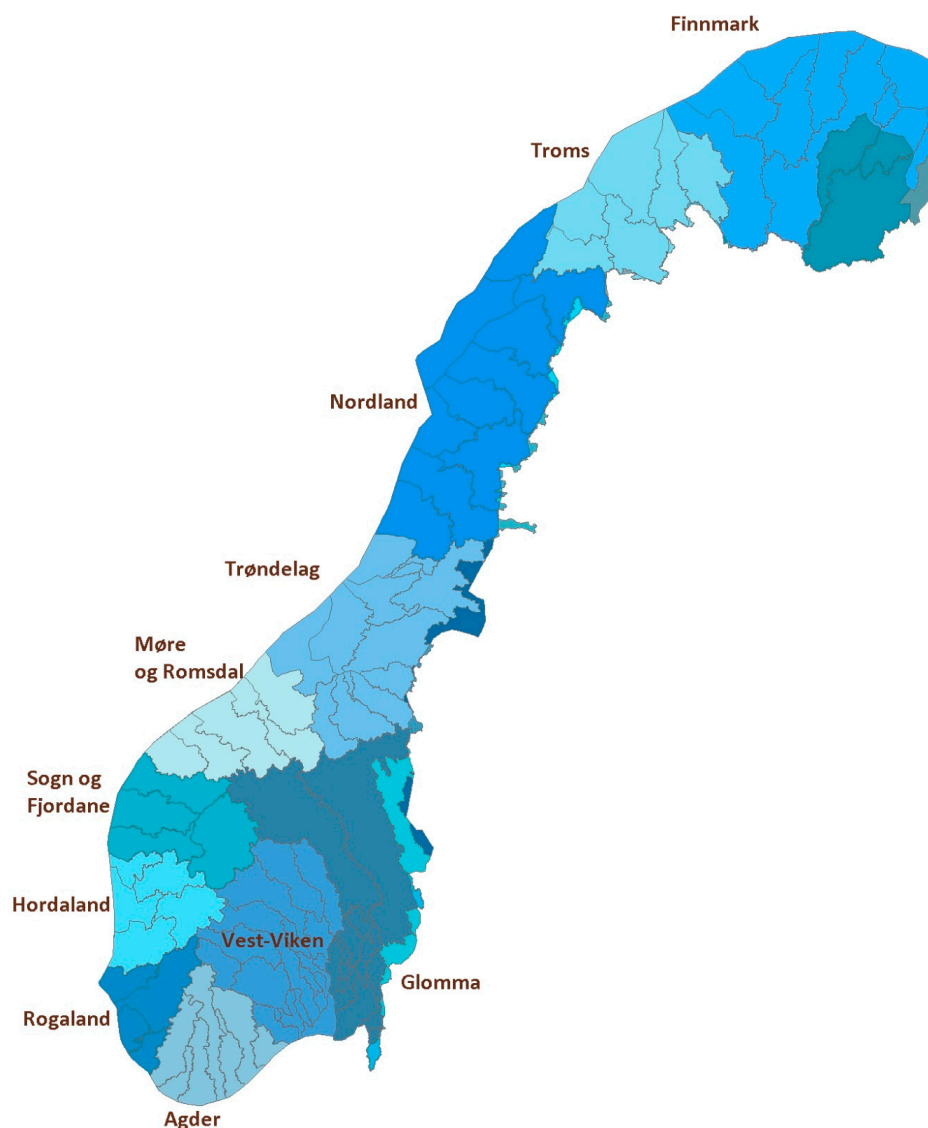 Finnmark
Troms
Nordland
Trøndelag
Møre
og Romsdal
Sogn og
Fjordane
Hordaland
Vest-Viken
Glomma
Rogaland
Agder